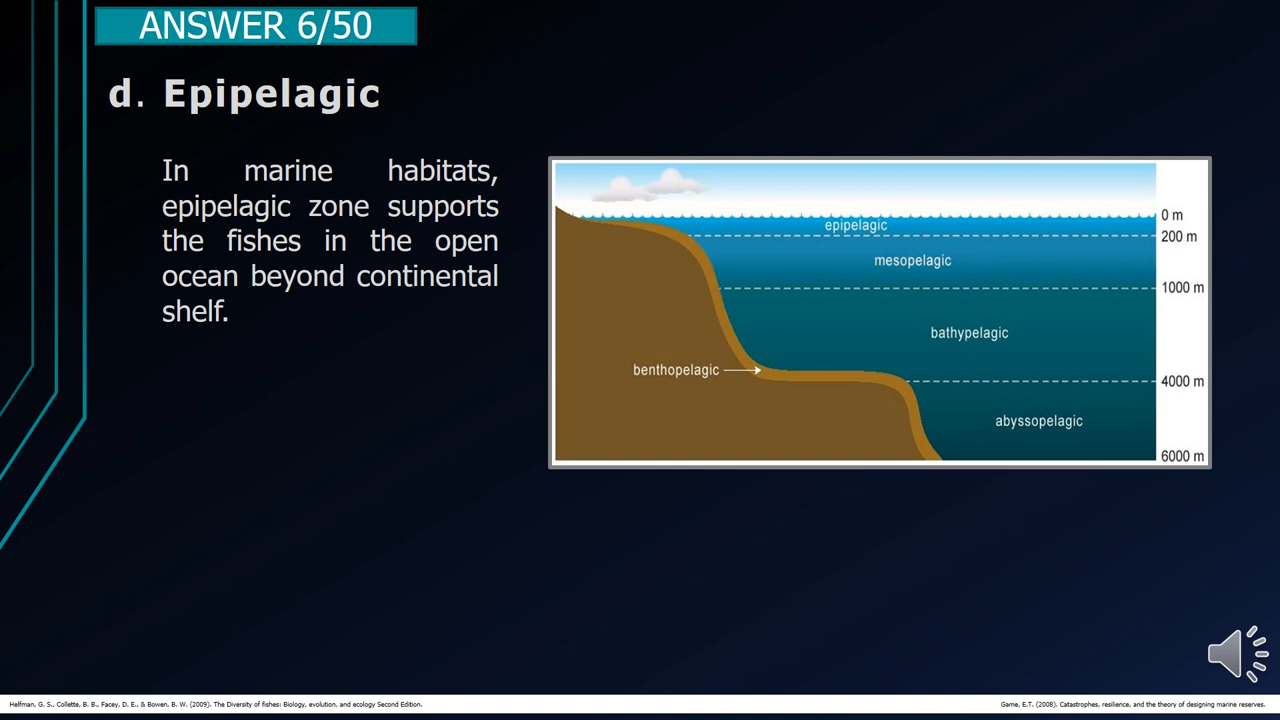 ANSWER 6/50
d. Epipelagic
In marine habitats,
epipelagic zone supports
the fishes in the open
ocean beyond continental
shelf.
epipelagic
mesopelagic
bathypelagic
benthopelagic
abyssopelagic
0 m
200 m
1000 m
4000 m
6000 m
Helfman, G. S., Collette, B. B., Facey, D. E., & Bowen, B. W. (2009). The Diversity of fishes: Biology, evolution, and ecology Second Edition.
Game, E.T. (2008). Catastrophes, resilience, and the theory of designing marine reserves.